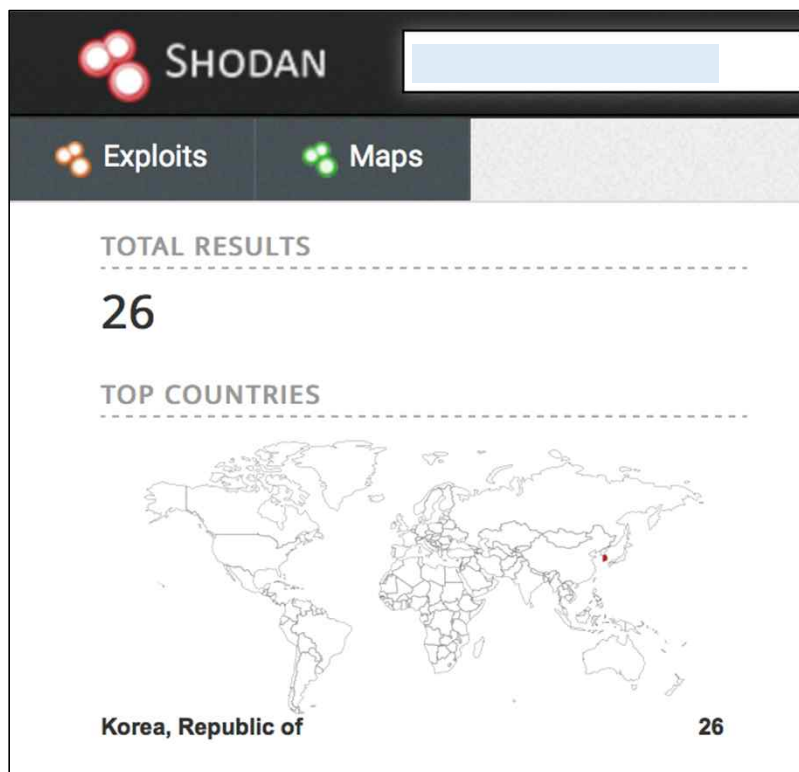 SHODAN
Exploits Maps
TOTAL RESULTS
26
TOP COUNTRIES
Korea, Republic of 26